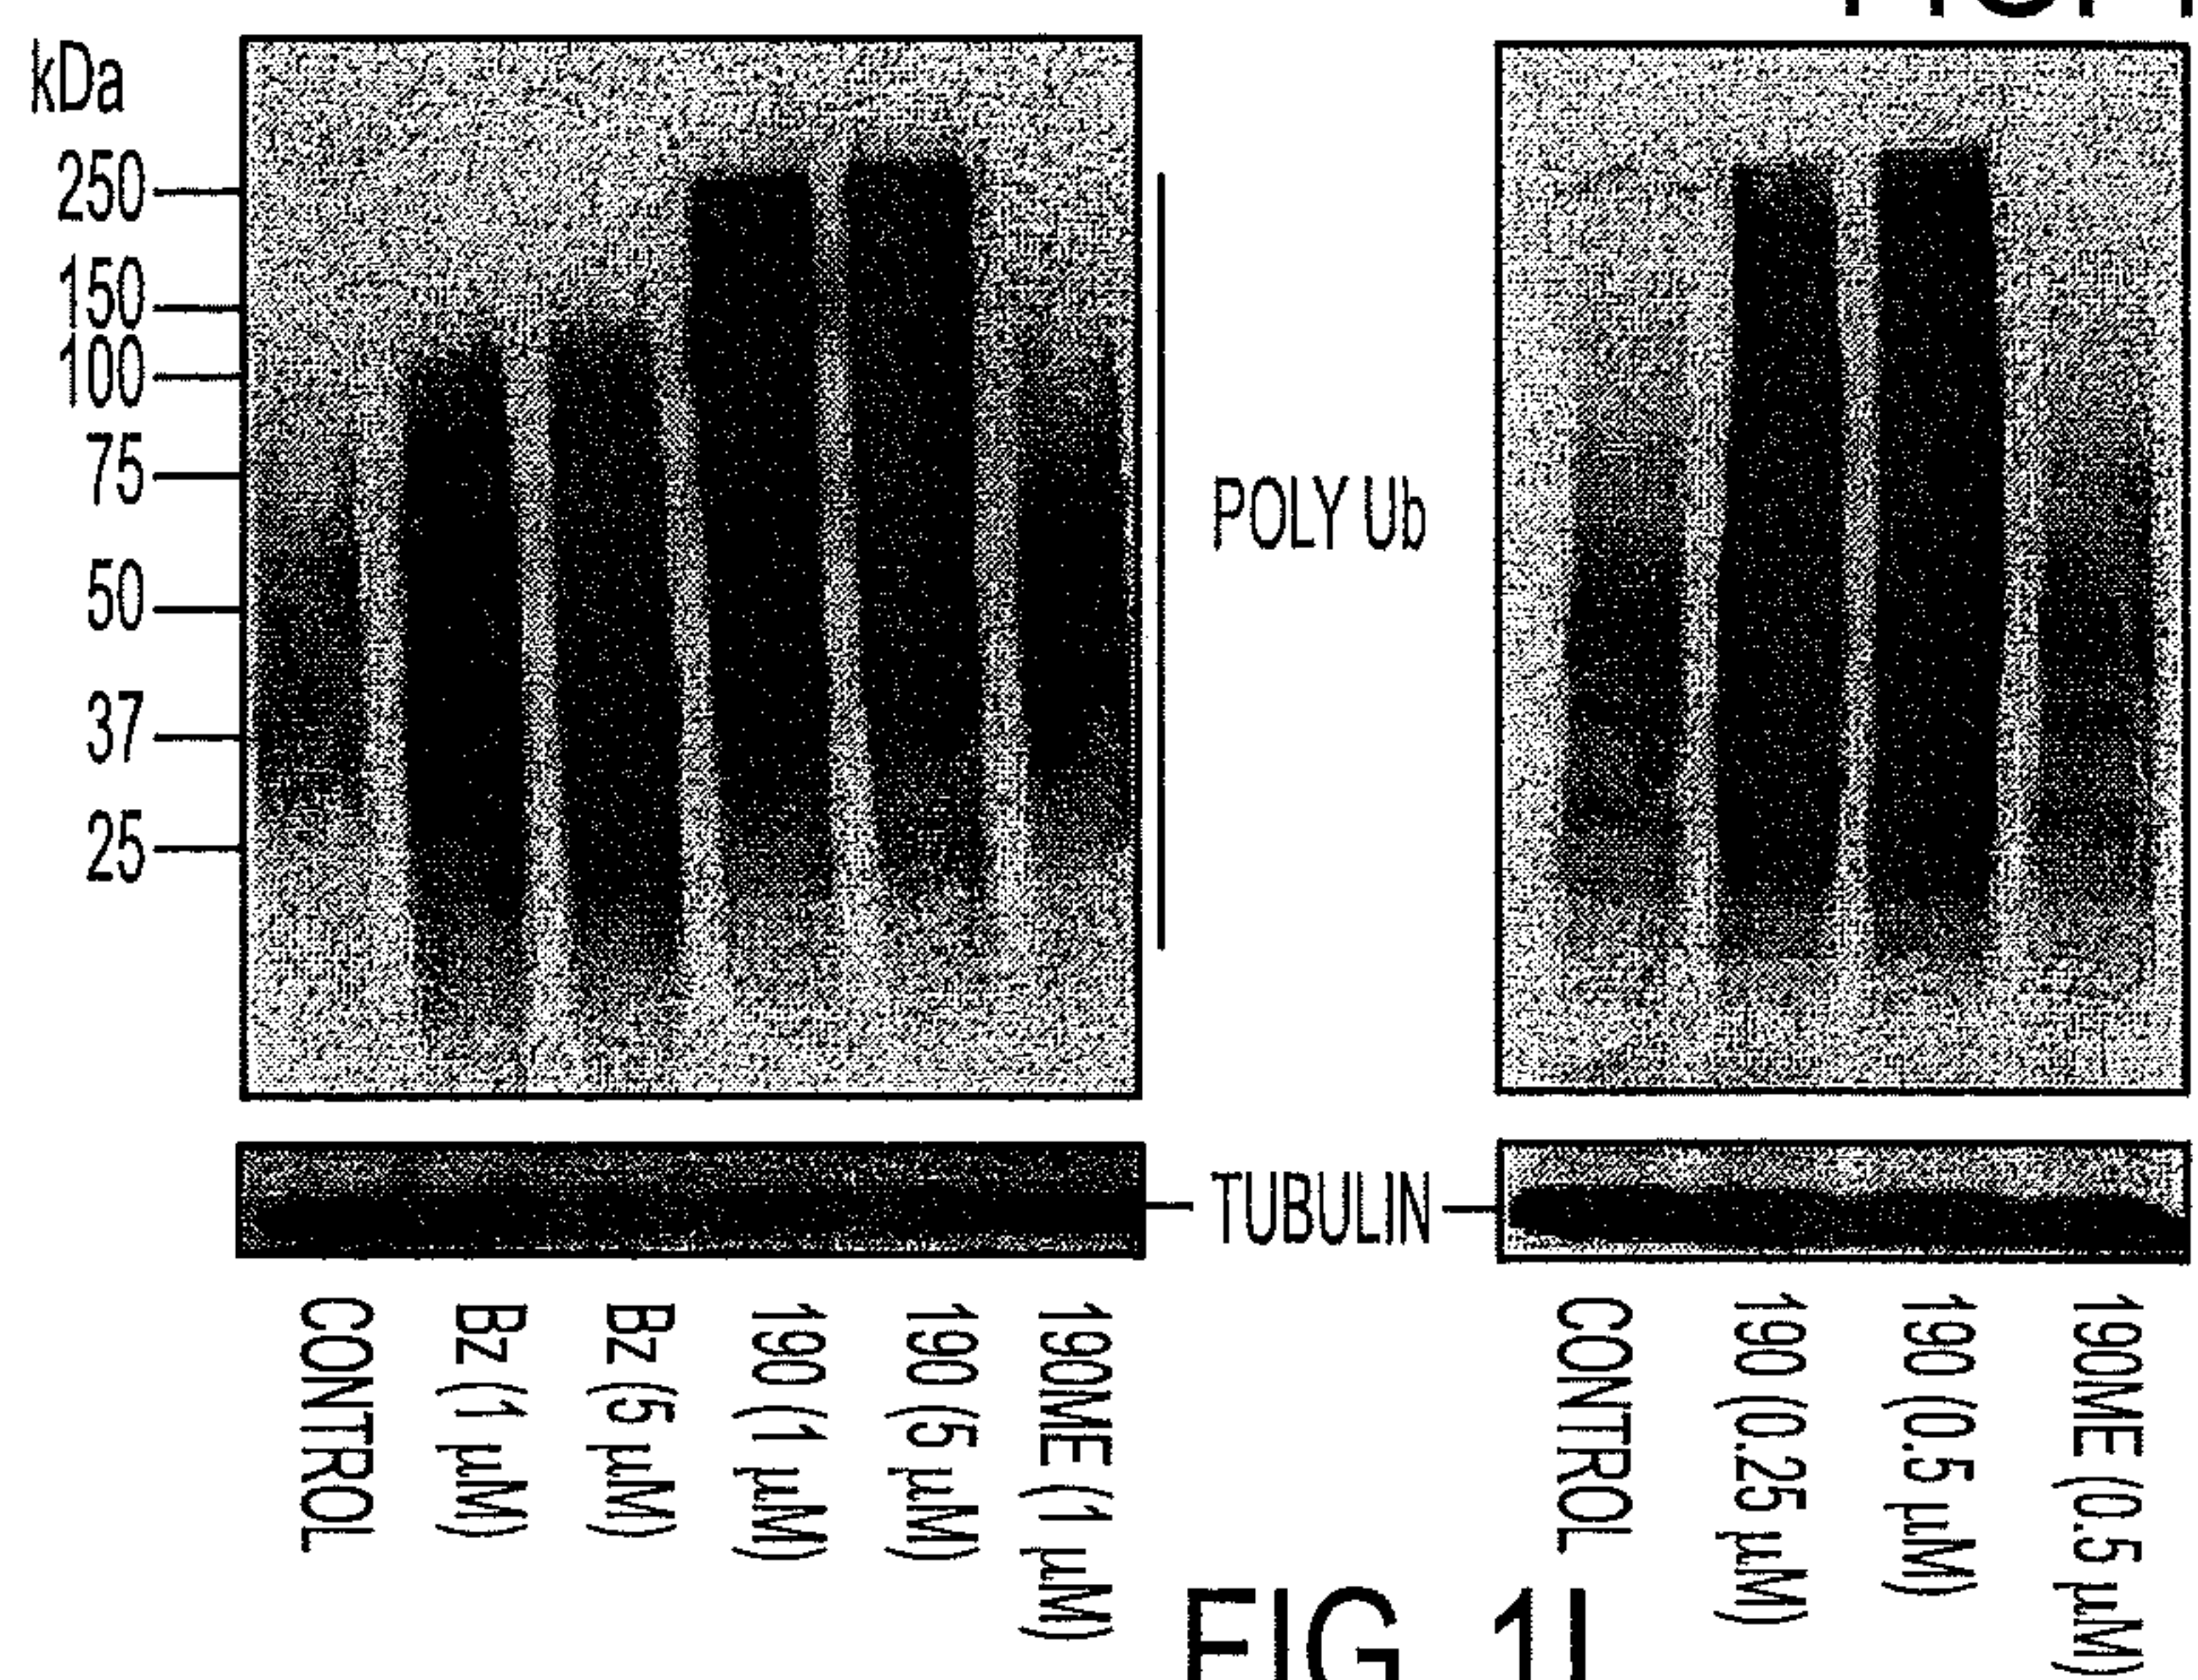 kDa
250
150
100
75
50
37
25
POLY Ub
TUBULIN
CONTROL
Bz (1 µM)
Bz (5 µM)
190 (1 µM)
190 (5 µM)
190ME (1 µM)
CONTROL
190 (0.25 µM)
190 (0.5 µM)
190ME (0.5 µM)